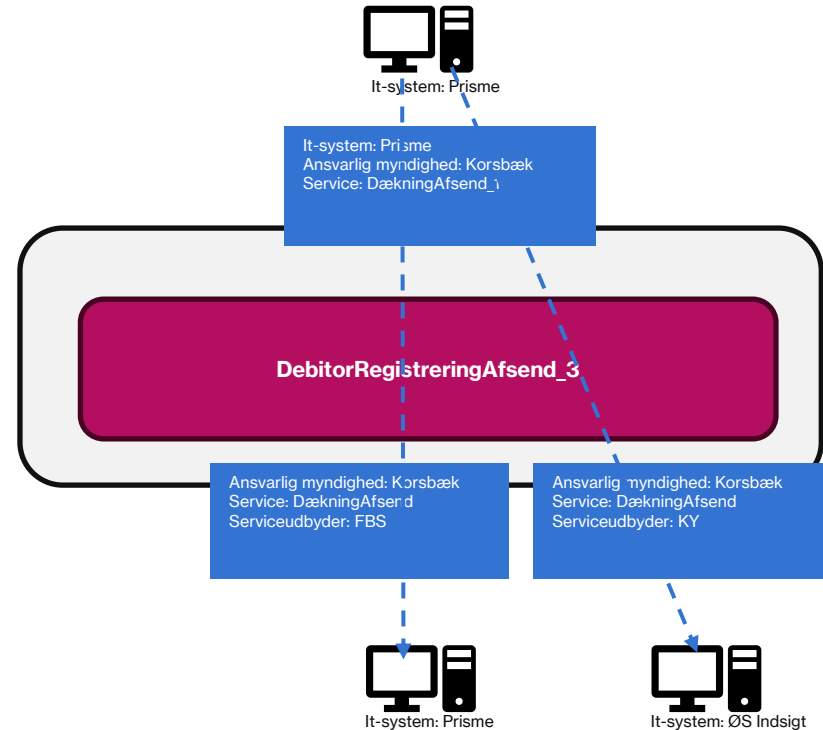 It-system: Prisme
It-system: Prisme
Ansvarlig myndighed: Korsbæk
Service: DækningAfsend_1
DebitorRegistreringAfsend_3
Ansvarlig myndighed: Korsbæk
Service: DækningAfsend
Serviceudbyder: FBS
Ansvarlig myndighed: Korsbæk
Service: DækningAfsend
Serviceudbyder: KY
It-system: Prisme
It-system: ØS Indsigt